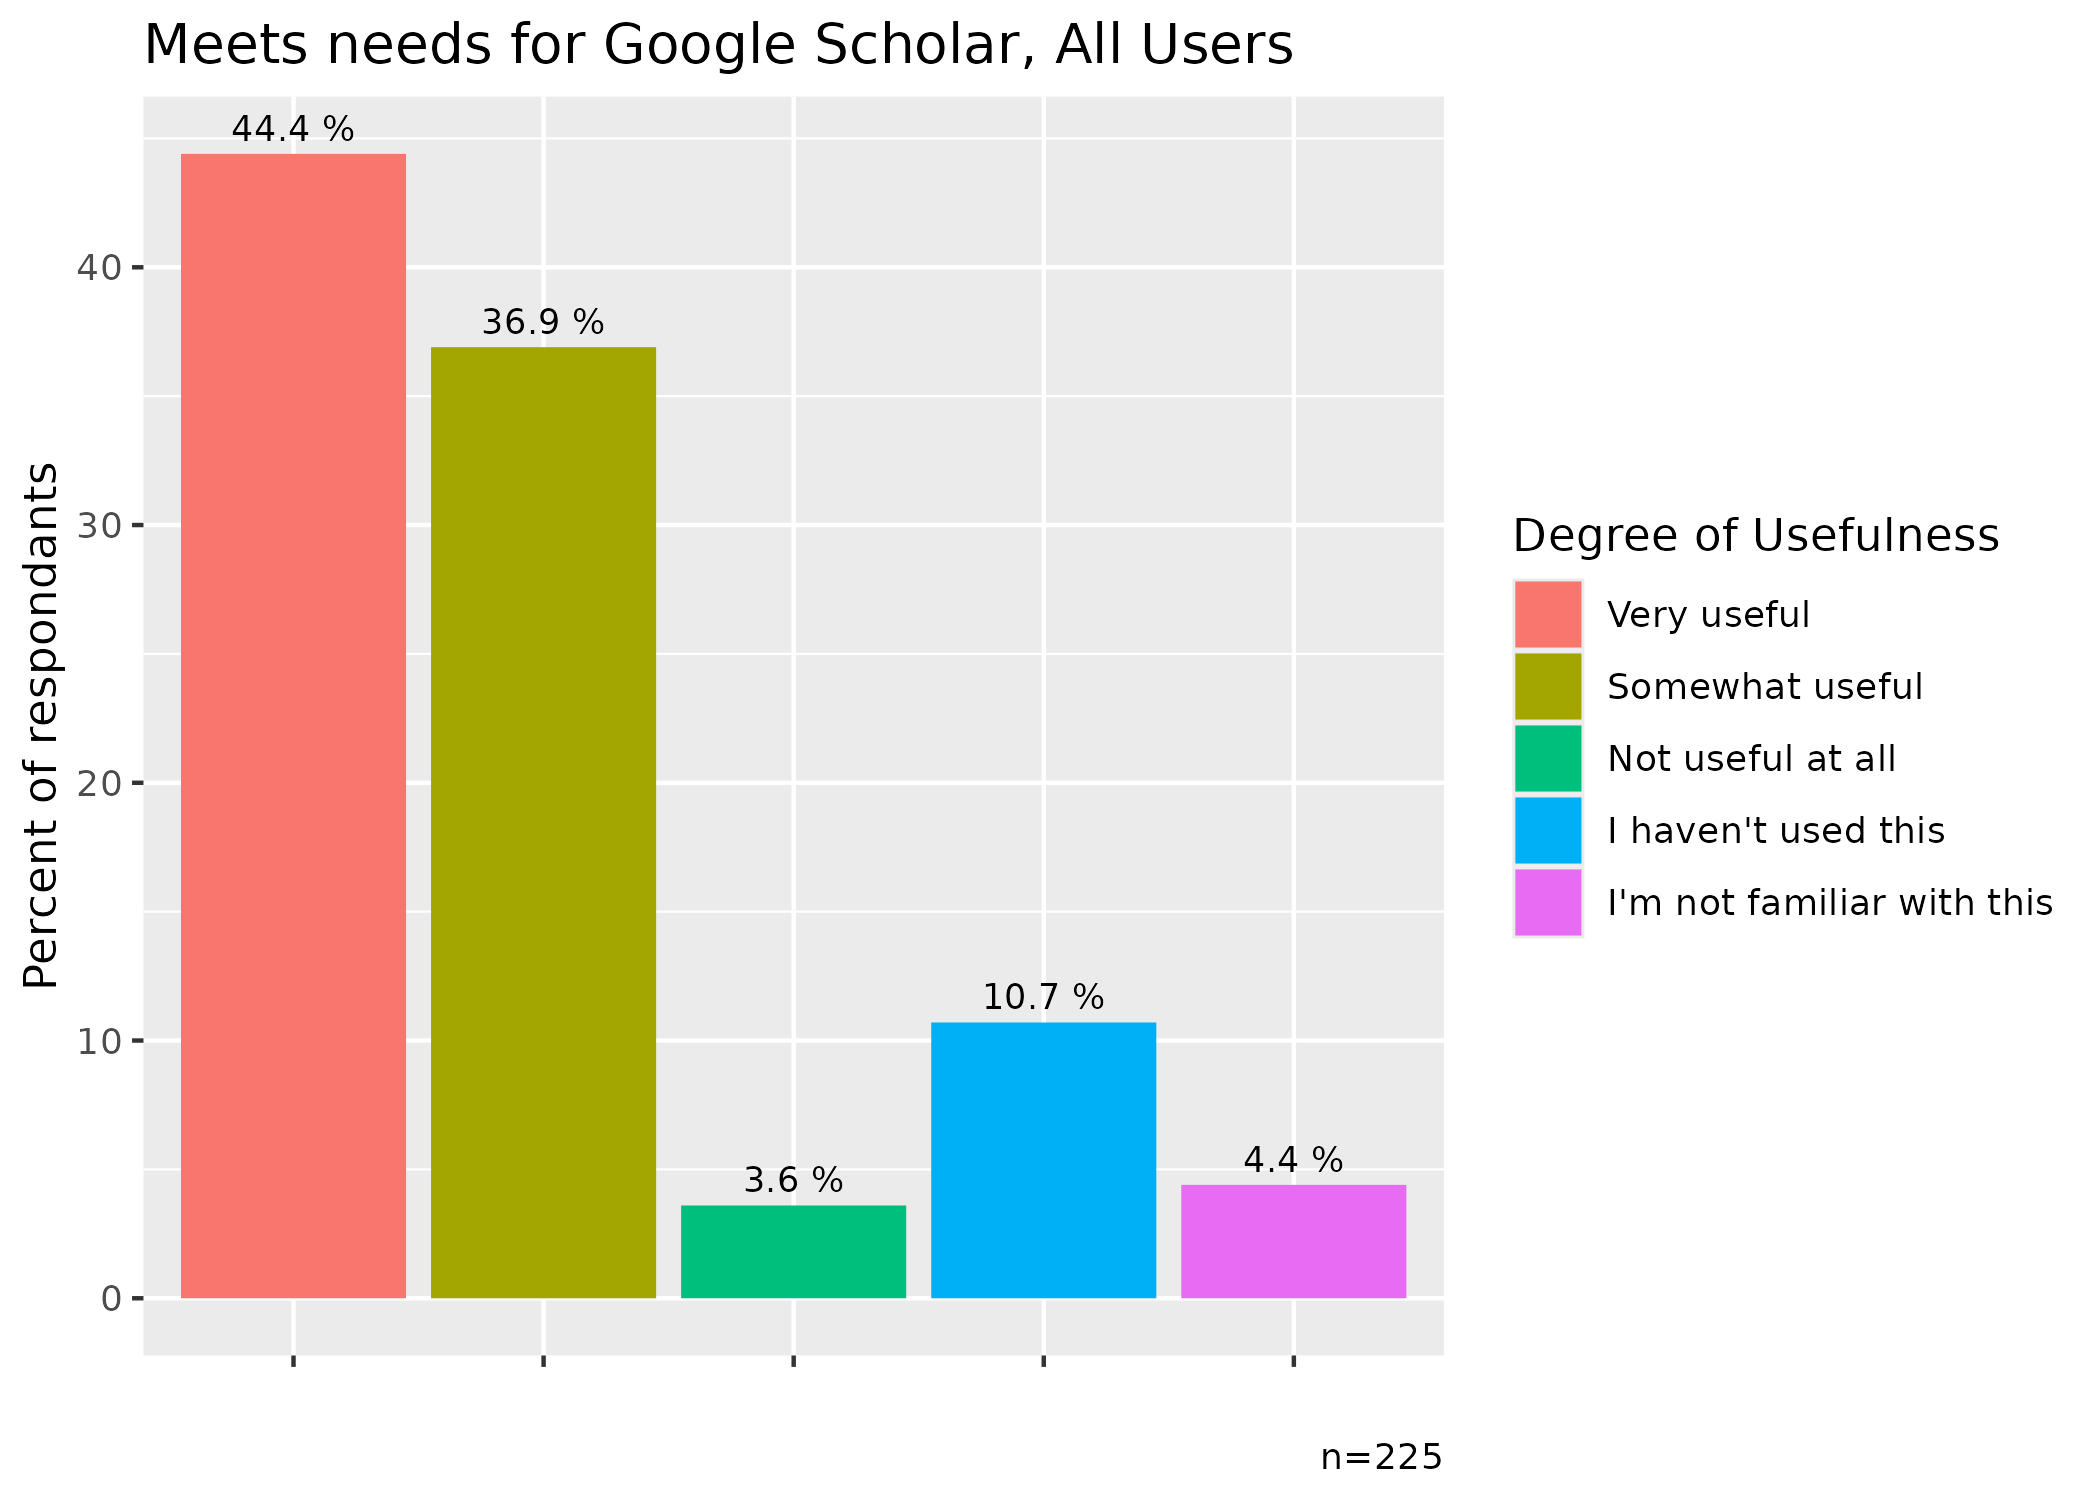 Meets needs for Google Scholar, All Users
Percent of respondants
40
30
20
10
0
44.4 %
36.9 %
3.6 %
10.7 %
4.4 %
Degree of Usefulness
Very useful
Somewhat useful
Not useful at all
I haven't used this
I'm not familiar with this
n=225